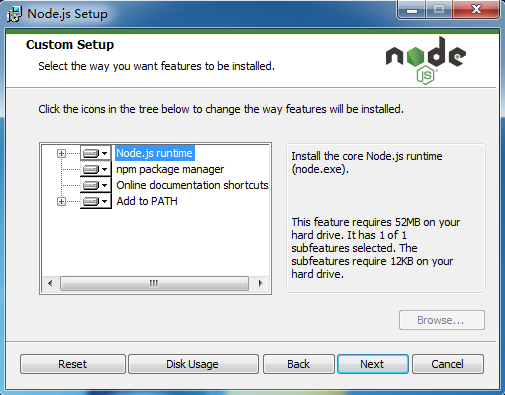 Node.js Setup
Custom Setup
Select the way you want features to be installed.
node
JS
Click the icons in the tree below to change the way features will be installed.
Node.js runtime
npm package manager
Online documentation shortcuts
Add to PATH
Install the core Node.js runtime
(node.exe).
This feature requires 52MB on your
hard drive. It has 1 of 1
subfeatures selected. The
subfeatures require 12KB on your
hard drive.
Browse...
Reset
Disk Usage
Back
Next
Cancel